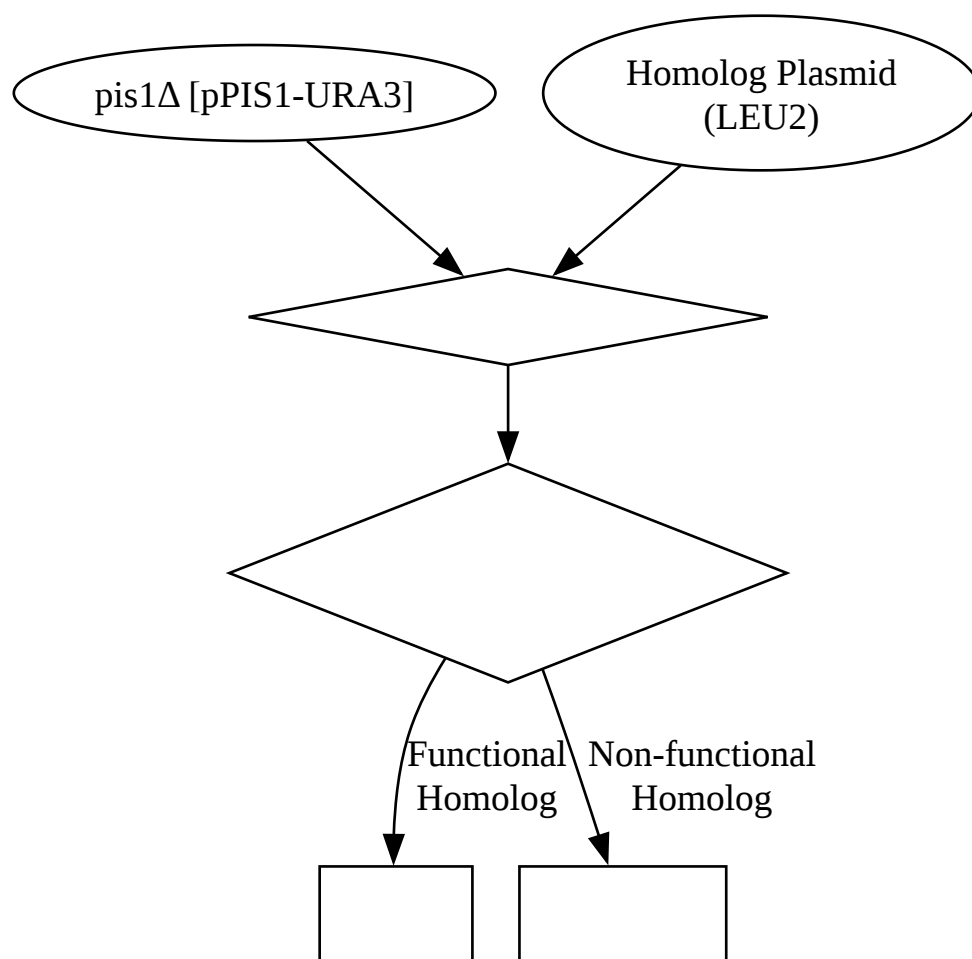 pis1Δ [pPIS1-URA3]
Homolog Plasmid
(LEU2)
Functional
Homolog
Non-functional
Homolog